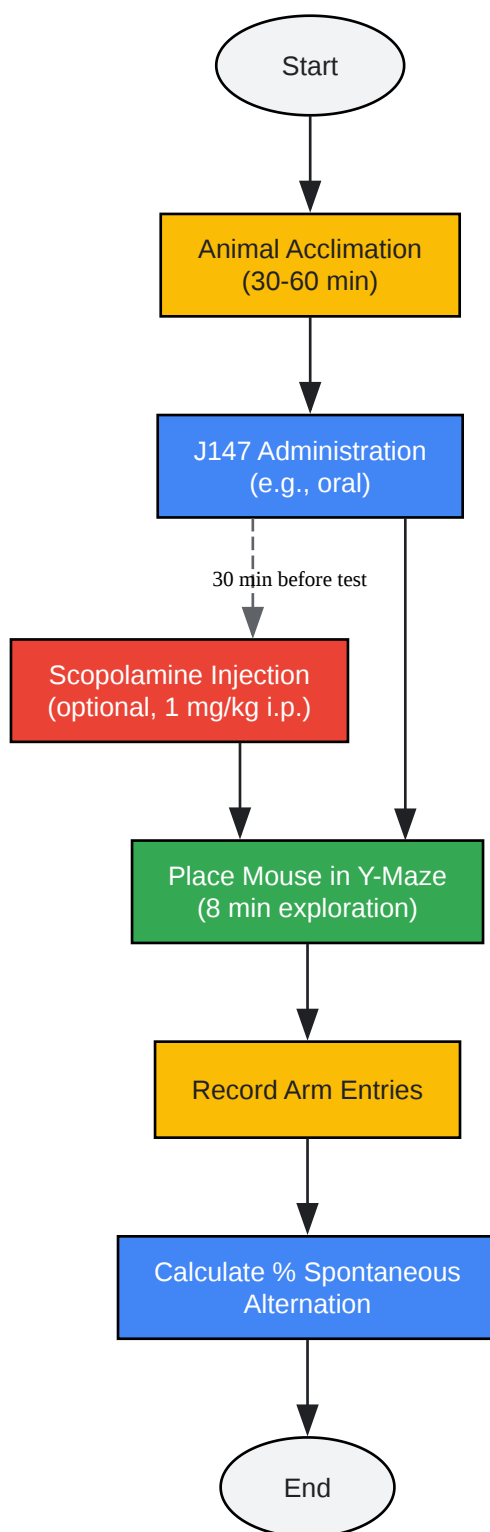 Start
Animal Acclimation
(30-60 min)
J147 Administration
(e.g., oral)
30 min before test
Scopolamine Injection
(optional, 1 mg/kg i.p.)
Place Mouse in Y-Maze
(8 min exploration)
Record Arm Entries
Calculate % Spontaneous
Alternation
End